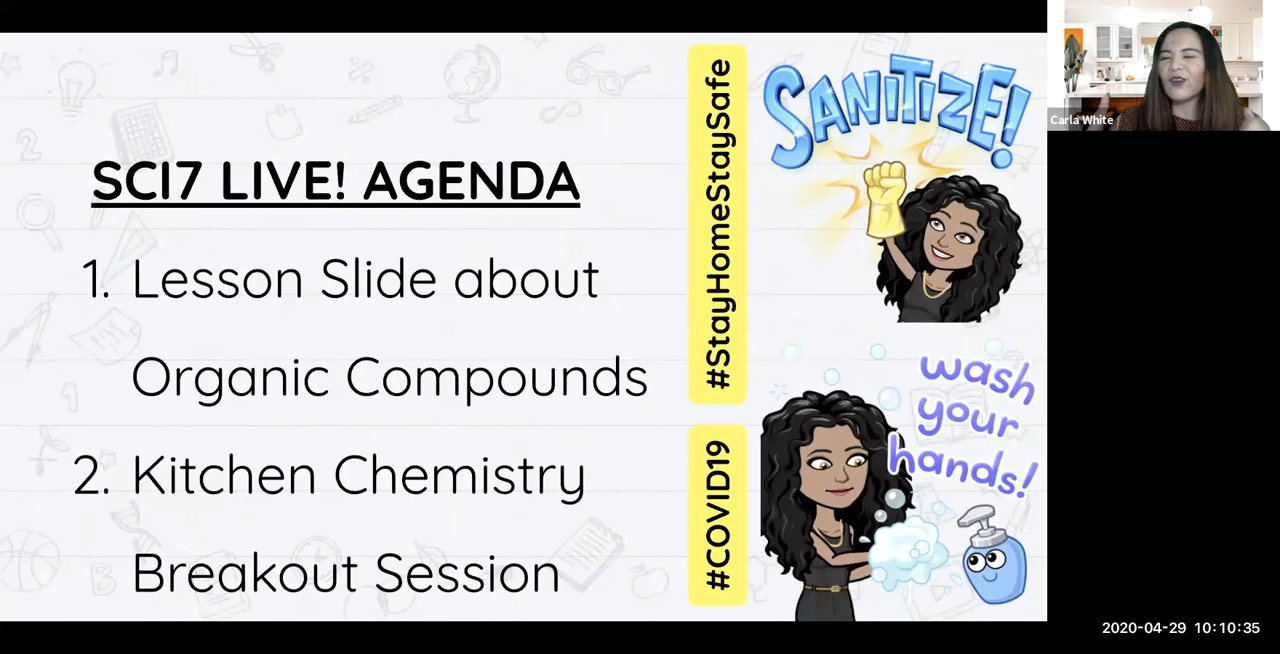 SCI7 LIVE! AGENDA
1. Lesson Slide about
Organic Compounds
2. Kitchen Chemistry
Breakout Session
#StayHomeStaySafe
#COVID19
SANITIZE!
wash
your
hands!
Carla White
2020-04-29 10:10:35